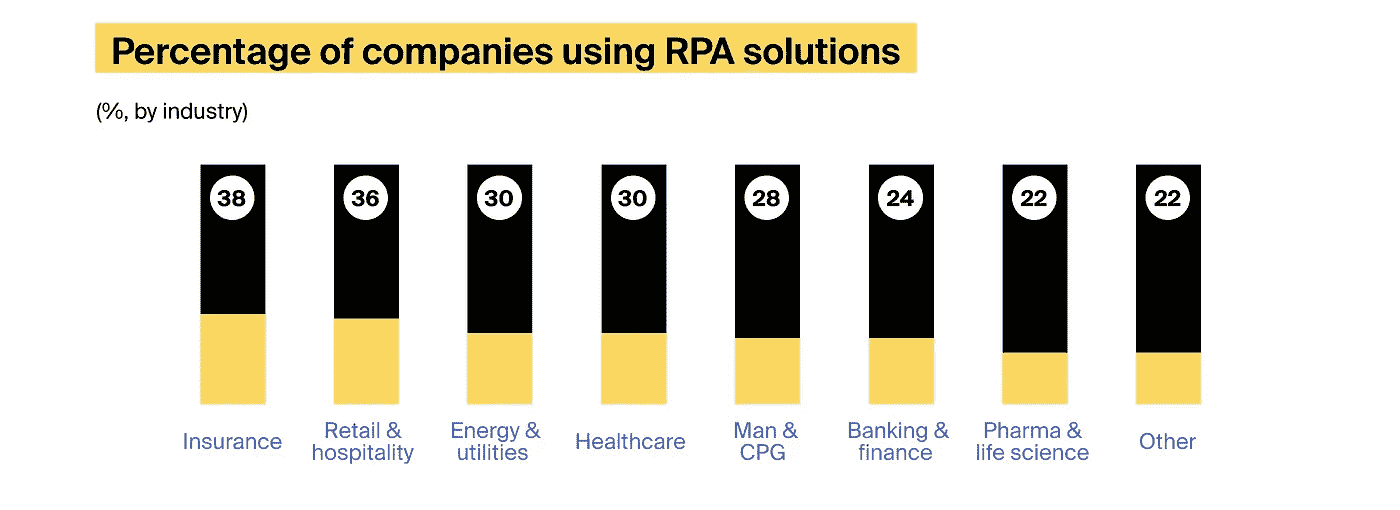 Percentage of companies using RPA solutions
(%, by industry)
38
36
30
30
28
24
22
22
Insurance
Retail &
hospitality
Energy &
utilities
Healthcare
Man &
CPG
Banking &
finance
Pharma &
life science
Other